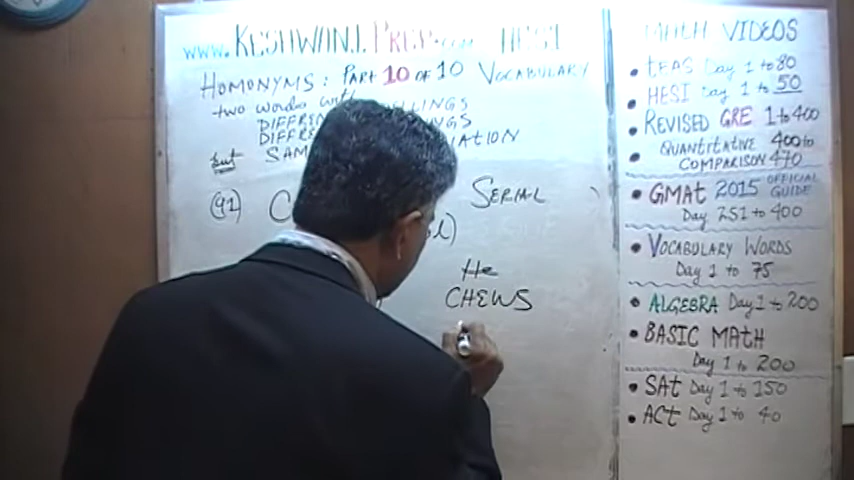 www. KESHWANI PREP.com HESI
HOMONYMS : PART 10 OF 10 VOCABULARY
two words with SPELLINGS
but
91 SERIAL
He
CHEWS
MATH VIDEOS
• TEAS Day 1 to 80
• HESI Day 1 to 50
• REVISED GRE 1 to 400
• QUANTITATIVE 400 to
COMPARISON 470
• GMAT 2015 OFFICIAL GUIDE
Day 251 to 400
• VOCABULARY WORDS
Day 1 to 75
• ALGEBRA Day 1 to 200
• BASIC MATH
Day 1 to 200
• SAT Day 1 to 150
• ACT Day 1 to 40